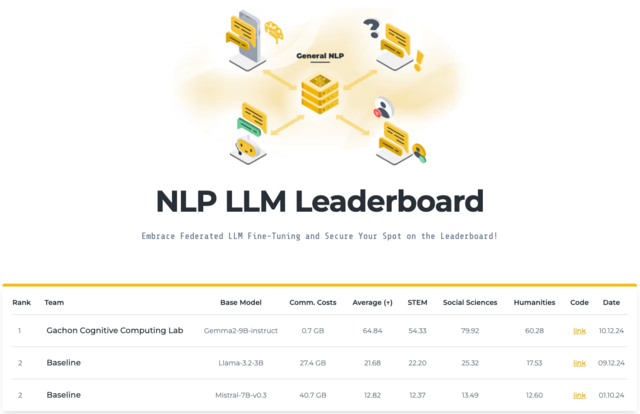 General NLP
NLP LLM Leaderboard
Embrace Federated LLM Fine-Tuning and Secure Your Spot on the Leaderboard!
Rank Team Base Model Comm. Costs Average (↑) STEM Social Sciences Humanities Code Date
1 Gachon Cognitive Computing Lab Gemma2-9B-instruct 0.7 GB 64.84 54.33 79.92 60.28 link 10.12.24
2 Baseline Llama-3.2-3B 27.4 GB 21.68 22.20 25.32 17.53 link 09.12.24
2 Baseline Mistral-7B-v0.3 40.7 GB 12.82 12.37 13.49 12.60 link 01.10.24